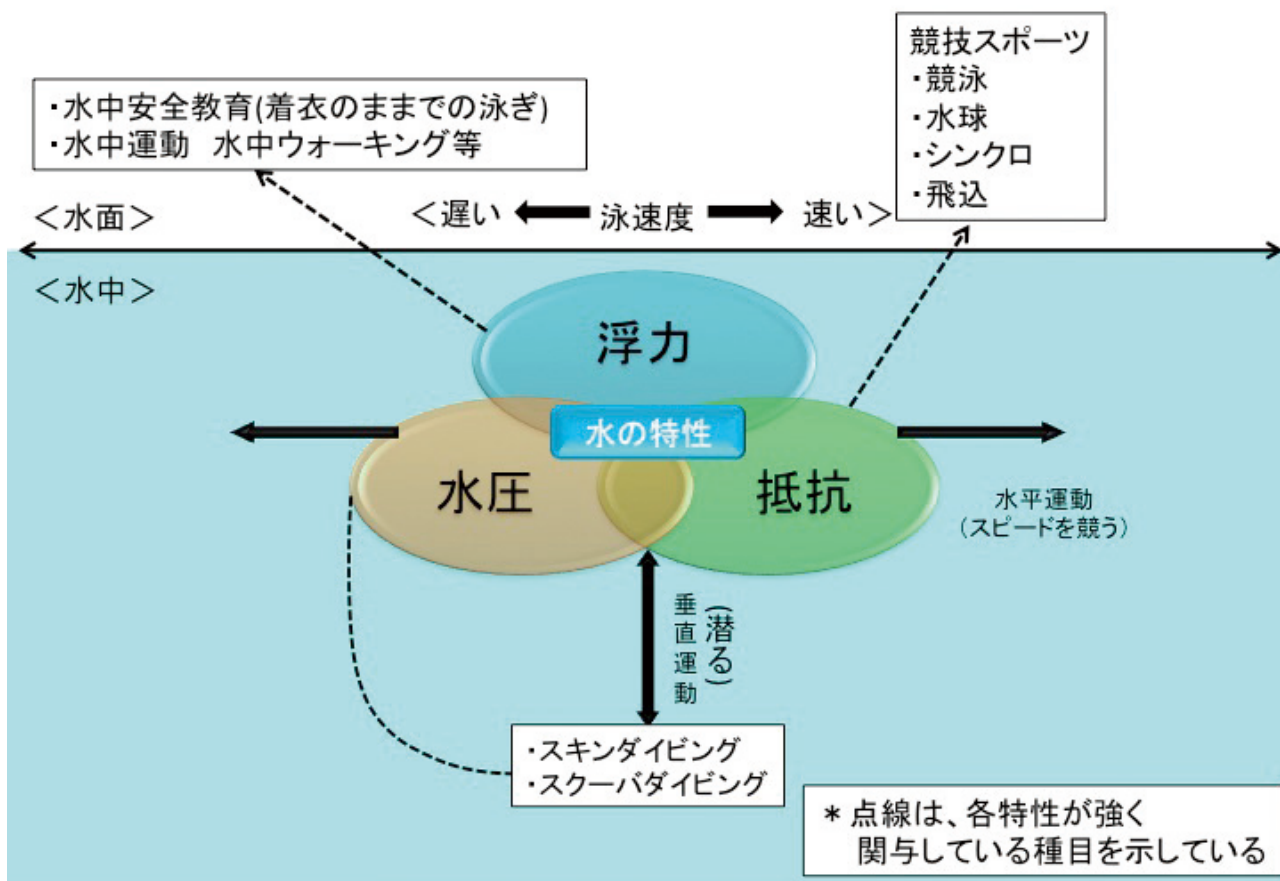 競技スポーツ
・競泳
・水球
・シンクロ
・飛込
・水中安全教育(着衣のままでの泳ぎ)
・水中運動　水中ウォーキング等
＜水面＞
＜遅い　泳速度　速い＞
＜水中＞
浮力
水の特性
水圧
抵抗
水平運動
(スピードを競う)
垂直運動
(潜る)
・スキンダイビング
・スクーバダイビング
* 点線は、各特性が強く
関与している種目を示している